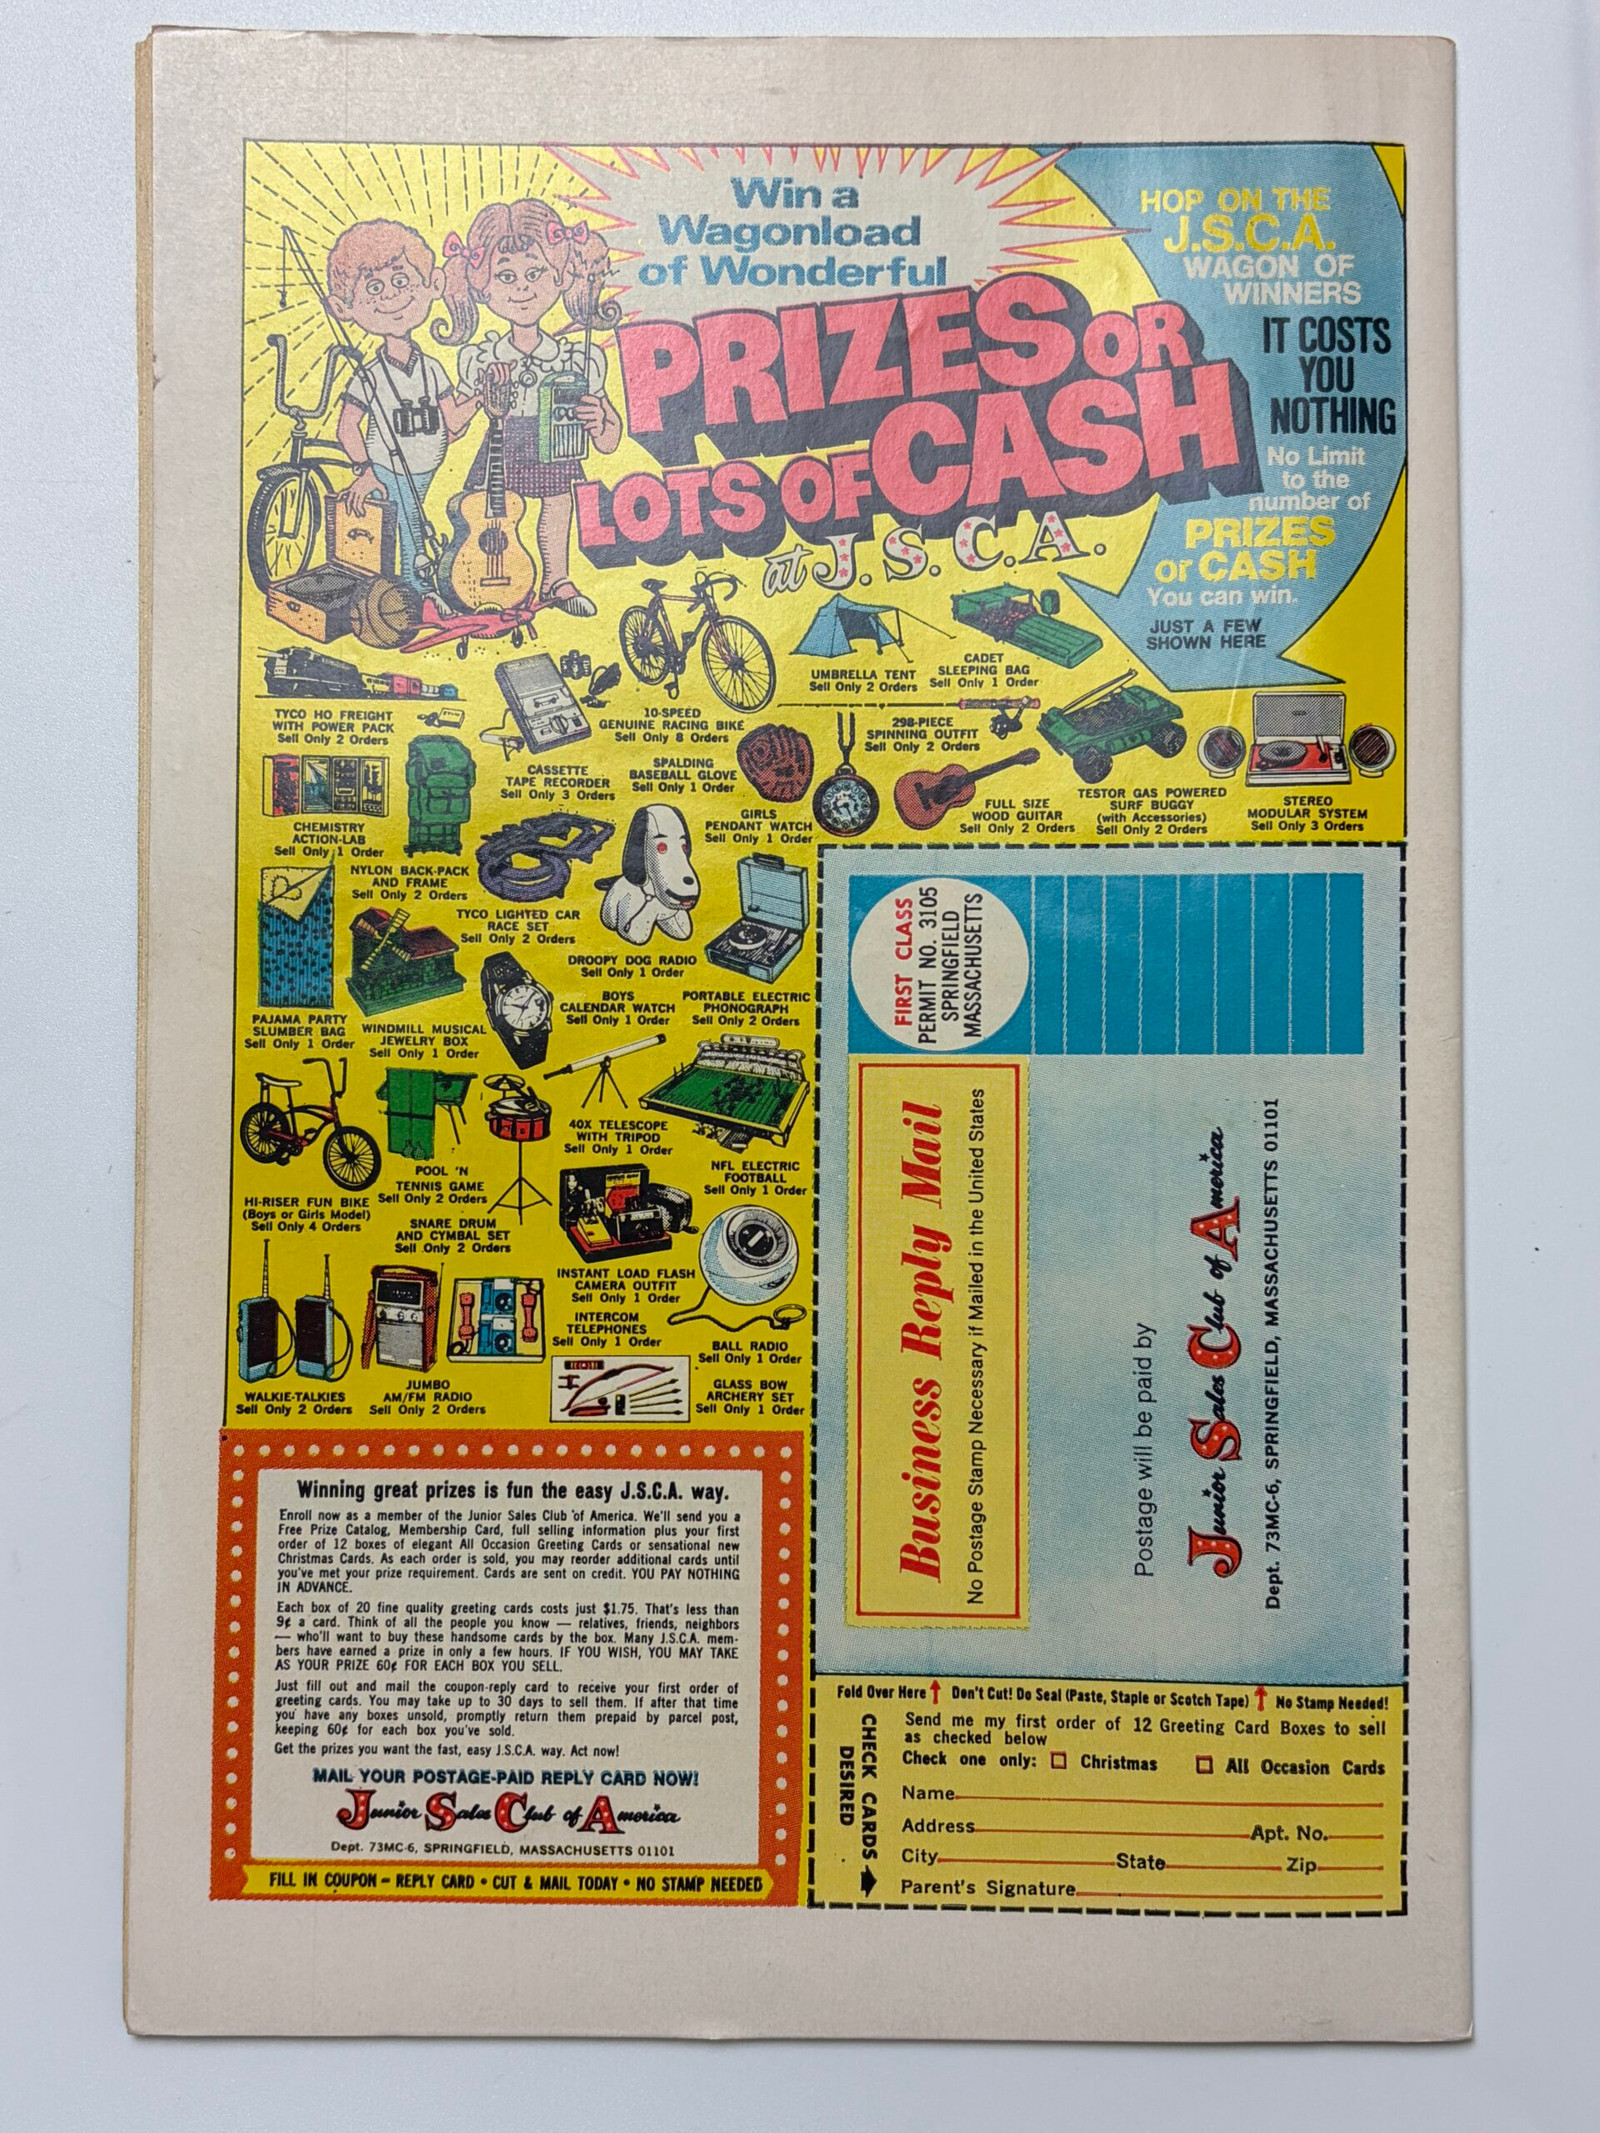 Win a
Wagonload
of Wonderful
PRIZES OR
LOTS OF CASH
at J.S.C.A.
HOP ON THE
J.S.C.A.
WAGON OF
WINNERS
IT COSTS
YOU
NOTHING
No Limit
to the
number of
PRIZES
or CASH
You can win.
JUST A FEW
SHOWN HERE
UMBRELLA TENT
Sell Only 2 Orders
CADET
SLEEPING BAG
Sell Only 1 Order
TYCO HO FREIGHT
WITH POWER PACK
Sell Only 2 Orders
10-SPEED
GENUINE RACING BIKE
Sell Only 8 Orders
298-PIECE
SPINNING OUTFIT
Sell Only 2 Orders
CASSETTE
TAPE RECORDER
Sell Only 3 Orders
SPALDING
BASEBALL GLOVE
Sell Only 1 Order
FULL SIZE
WOOD GUITAR
Sell Only 2 Orders
TESTOR GAS POWERED
SURF BUGGY
(with Accessories)
Sell Only 2 Orders
STEREO
MODULAR SYSTEM
Sell Only 3 Orders
CHEMISTRY
ACTION-LAB
Sell Only 1 Order
GIRLS
PENDANT WATCH
Sell Only 1 Order
NYLON BACK-PACK
AND FRAME
Sell Only 2 Orders
TYCO LIGHTED CAR
RACE SET
Sell Only 2 Orders
DROOPY DOG RADIO
Sell Only 1 Order
PAJAMA PARTY
SLUMBER BAG
Sell Only 1 Order
WINDMILL MUSICAL
JEWELRY BOX
Sell Only 1 Order
BOYS
CALENDAR WATCH
Sell Only 1 Order
PORTABLE ELECTRIC
PHONOGRAPH
Sell Only 2 Orders
40X TELESCOPE
WITH TRIPOD
Sell Only 1 Order
NFL ELECTRIC
FOOTBALL
Sell Only 1 Order
HI-RISER FUN BIKE
(Boys or Girls Model)
Sell Only 4 Orders
POOL 'N
TENNIS GAME
Sell Only 2 Orders
SNARE DRUM
AND CYMBAL SET
Sell Only 2 Orders
INSTANT LOAD FLASH
CAMERA OUTFIT
Sell Only 1 Order
INTERCOM
TELEPHONES
Sell Only 1 Order
BALL RADIO
Sell Only 1 Order
WALKIE-TALKIES
Sell Only 2 Orders
JUMBO
AM/FM RADIO
Sell Only 2 Orders
GLASS BOW
ARCHERY SET
Sell Only 1 Order
FIRST CLASS
PERMIT NO. 3105
SPRINGFIELD
MASSACHUSETTS
Business Reply Mail
No Postage Stamp Necessary if Mailed in the United States
Postage will be paid by
Junior Sales Club of America
Dept. 73MC-6, SPRINGFIELD, MASSACHUSETTS 01101
Winning great prizes is fun the easy J.S.C.A. way.
Enroll now as a member of the Junior Sales Club of America. We'll send you a
Free Prize Catalog, Membership Card, full selling information plus your first
order of 12 boxes of elegant All Occasion Greeting Cards or sensational new
Christmas Cards. As each order is sold, you may reorder additional cards until
you've met your prize requirement. Cards are sent on credit. YOU PAY NOTHING
IN ADVANCE.
Each box of 20 fine quality greeting cards costs just $1.75. That's less than
9¢ a card. Think of all the people you know — relatives, friends, neighbors
— who'll want to buy these handsome cards by the box. Many J.S.C.A. mem-
bers have earned a prize in only a few hours. IF YOU WISH, YOU MAY TAKE
AS YOUR PRIZE 60¢ FOR EACH BOX YOU SELL.
Just fill out and mail the coupon-reply card to receive your first order of
greeting cards. You may take up to 30 days to sell them. If after that time
you have any boxes unsold, promptly return them prepaid by parcel post,
keeping 60¢ for each box you've sold.
Get the prizes you want the fast, easy J.S.C.A. way. Act now!
MAIL YOUR POSTAGE-PAID REPLY CARD NOW!
Junior Sales Club of America
Dept. 73MC-6, SPRINGFIELD, MASSACHUSETTS 01101
FILL IN COUPON – REPLY CARD • CUT & MAIL TODAY • NO STAMP NEEDED
Fold Over Here ↑ Don't Cut! Do Seal (Paste, Staple or Scotch Tape) ↑ No Stamp Needed!
CHECK CARDS
DESIRED
Send me my first order of 12 Greeting Card Boxes to sell
as checked below
Check one only: ☐ Christmas ☐ All Occasion Cards
Name
Address Apt. No.
City State Zip
Parent's Signature